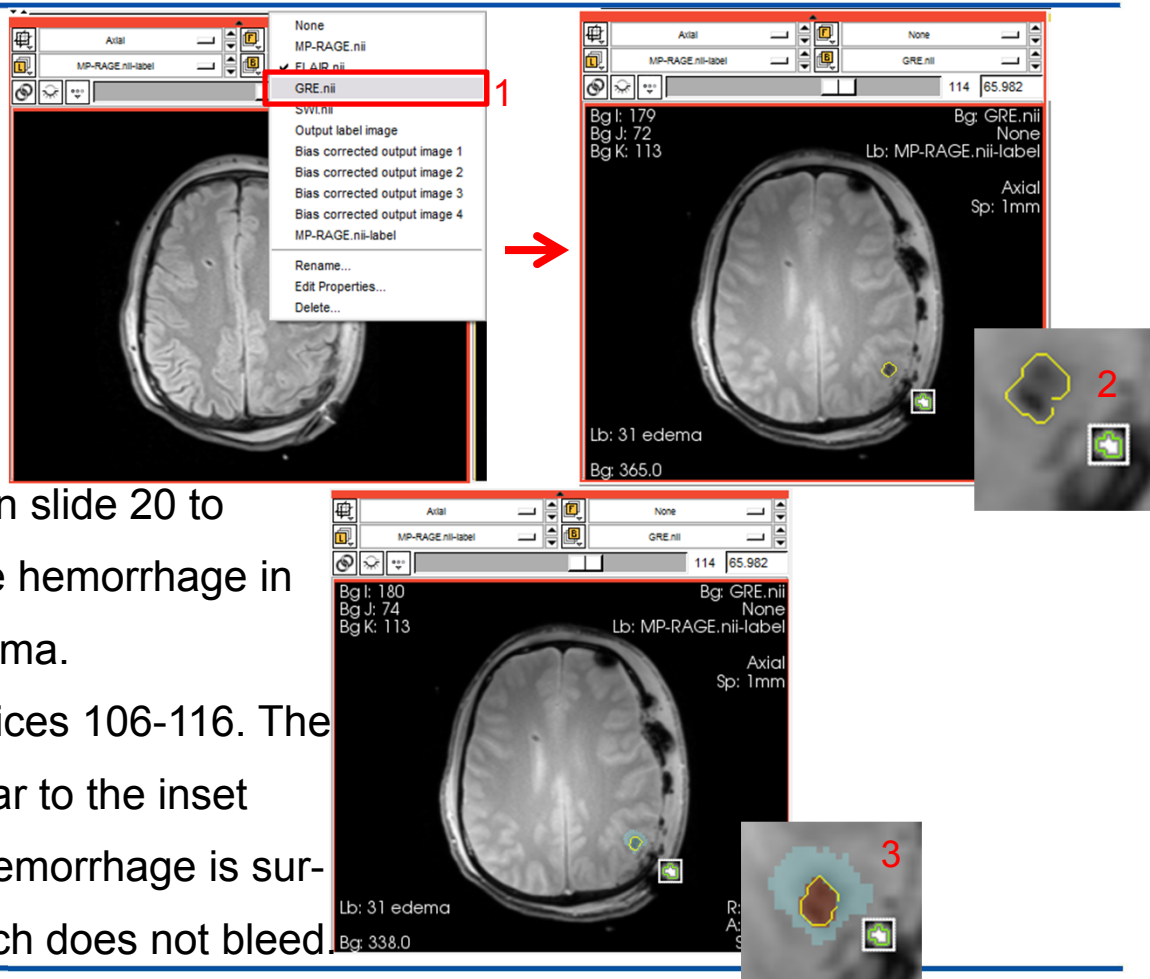 Axial
MP-RAGE.nii-label
None
MP-RAGE.nii
✓ FLAIR.nii
GRE.nii
SWI.nii
Output label image
Bias corrected output image 1
Bias corrected output image 2
Bias corrected output image 3
Bias corrected output image 4
MP-RAGE.nii-label
Rename...
Edit Properties...
Delete...
1
Axial None
MP-RAGE.nii-label GRE.nii
114 65.982
Bg I: 179 Bg: GRE.nii
Bg J: 72 None
Bg K: 113 Lb: MP-RAGE.nii-label
Axial
Sp: 1mm
Lb: 31 edema
Bg: 365.0
2
n slide 20 to
e hemorrhage in
ma.
ices 106-116. The
ar to the inset
emorrhage is sur-
ch does not bleed.
Axial None
MP-RAGE.nii-label GRE.nii
114 65.982
Bg I: 180 Bg: GRE.nii
Bg J: 74 None
Bg K: 113 Lb: MP-RAGE.nii-label
Axial
Sp: 1mm
Lb: 31 edema R:
A:
Bg: 338.0 S
3